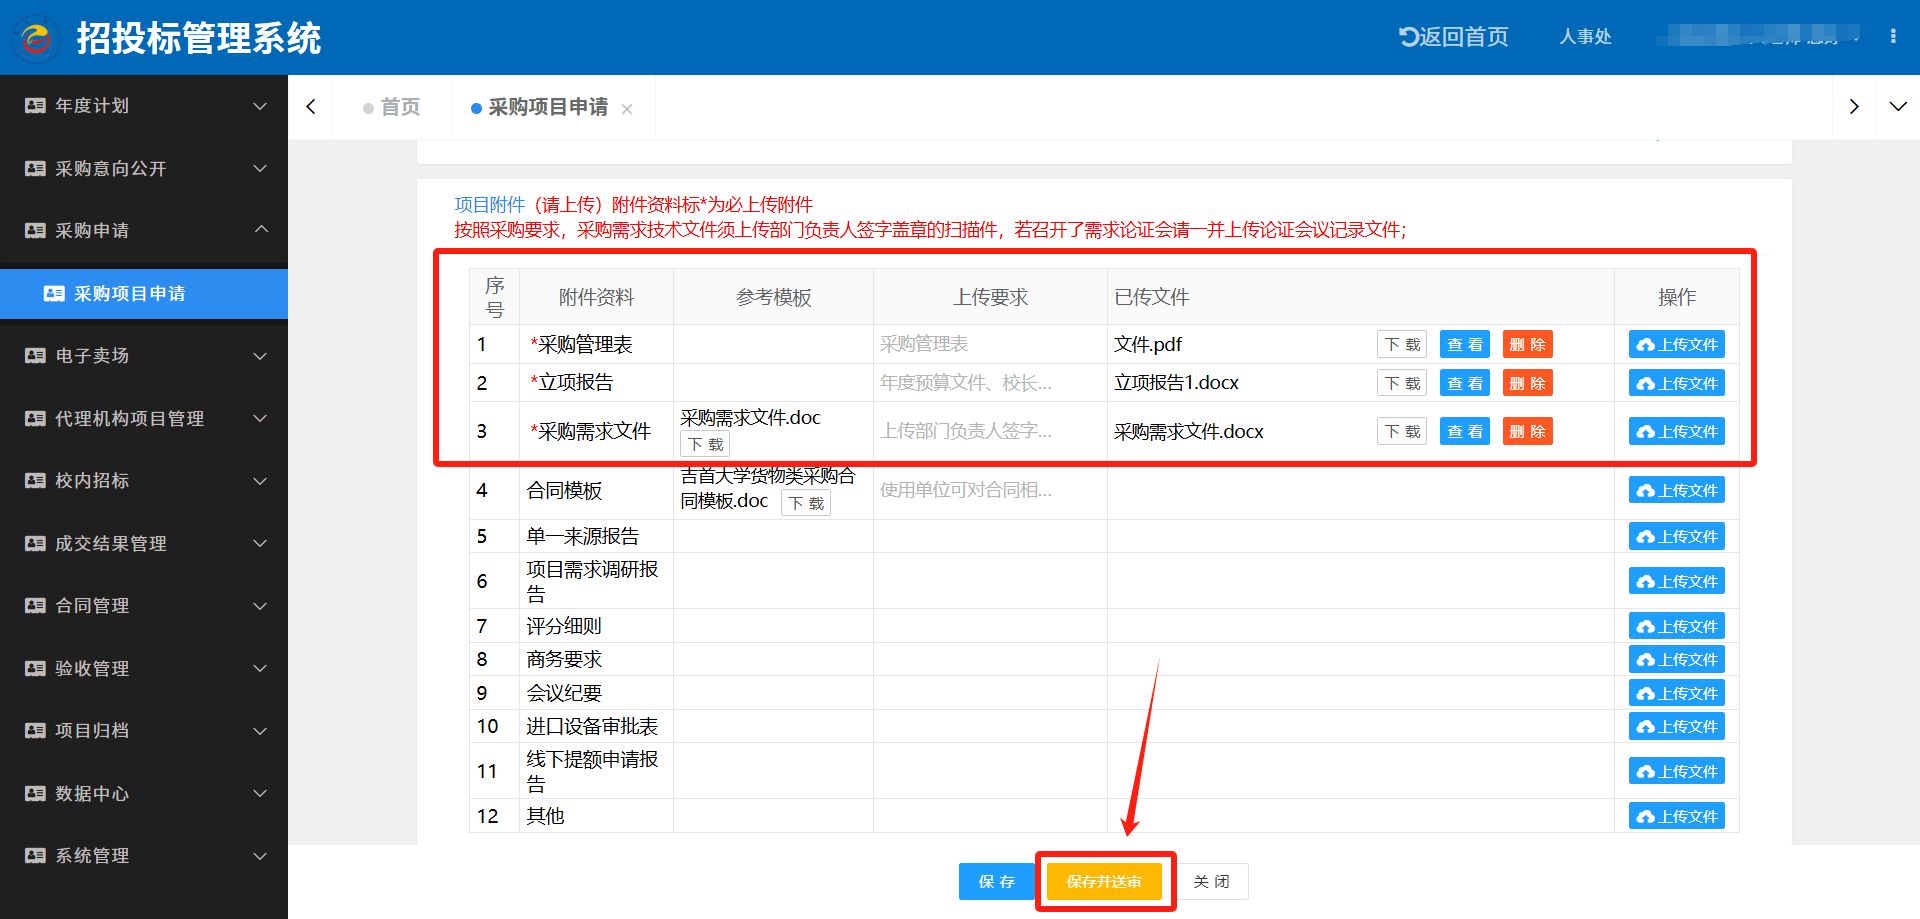 招投标管理系统
返回首页
人事处
年度计划
采购意向公开
采购申请
采购项目申请
电子卖场
代理机构项目管理
校内招标
成交结果管理
合同管理
验收管理
项目归档
数据中心
系统管理
首页
采购项目申请
项目附件（请上传）附件资料标*为必上传附件
按照采购要求，采购需求技术文件须上传部门负责人签字盖章的扫描件，若召开了需求论证会请一并上传论证会议记录文件；
序号 附件资料 参考模板 上传要求 已传文件 操作
1 *采购管理表 采购管理表 文件.pdf 下载 查看 删除 上传文件
2 *立项报告 年度预算文件、校长... 立项报告1.docx 下载 查看 删除 上传文件
3 *采购需求文件 采购需求文件.doc 下载 上传部门负责人签字... 采购需求文件.docx 下载 查看 删除 上传文件
4 合同模板 吉首大学货物类采购合同模板.doc 下载 使用单位可对合同相... 上传文件
5 单一来源报告 上传文件
6 项目需求调研报告 上传文件
7 评分细则 上传文件
8 商务要求 上传文件
9 会议纪要 上传文件
10 进口设备审批表 上传文件
11 线下提额申请报告 上传文件
12 其他 上传文件
保存 保存并送审 关闭